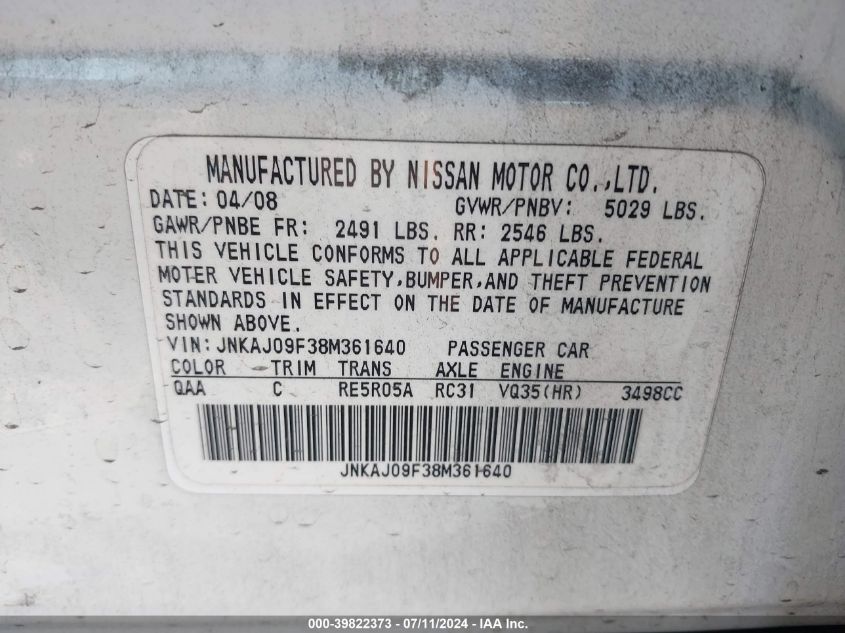 MANUFACTURED BY NISSAN MOTOR CO.,LTD.
DATE: 04/08 GVWR/PNBV: 5029 LBS.
GAWR/PNBE FR: 2491 LBS. RR: 2546 LBS.
THIS VEHICLE CONFORMS TO ALL APPLICABLE FEDERAL
MOTER VEHICLE SAFETY,BUMPER,AND THEFT PREVENTION
STANDARDS IN EFFECT ON THE DATE OF MANUFACTURE
SHOWN ABOVE.
VIN: JNKAJ09F38M361640 PASSENGER CAR
COLOR TRIM TRANS AXLE ENGINE
QAA C RE5R05A RC31 VQ35(HR) 3498CC
JNKAJ09F38M361640
000-39822373 - 07/11/2024 - IAA Inc.